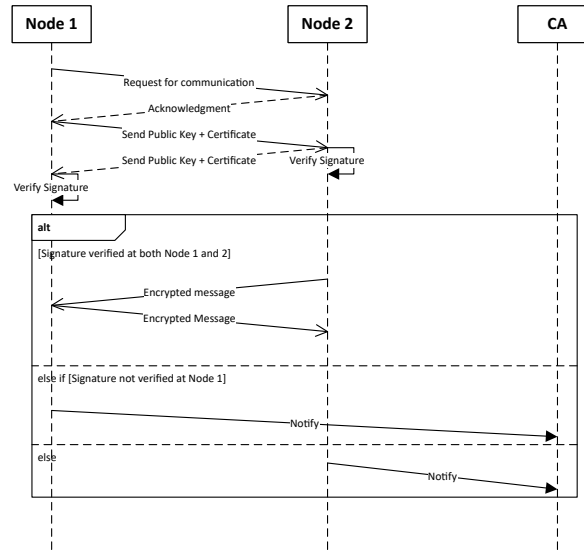 Node 1
Node 2
CA
Request for communication
Acknowledgment
Send Public Key + Certificate
Send Public Key + Certificate
Verify Signature
Verify Signature
alt
[Signature verified at both Node 1 and 2]
Encrypted message
Encrypted Message
else if [Signature not verified at Node 1]
Notify
else
Notify